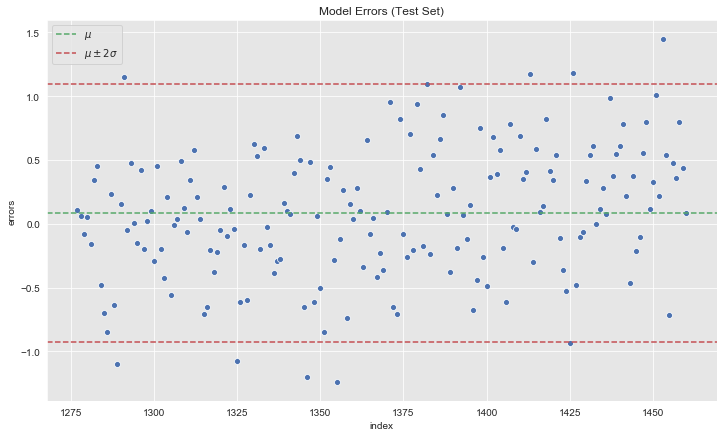 Model Errors (Test Set)
μ
μ ± 2σ
errors
1.5
1.0
0.5
0.0
−0.5
−1.0
1275 1300 1325 1350 1375 1400 1425 1450
index